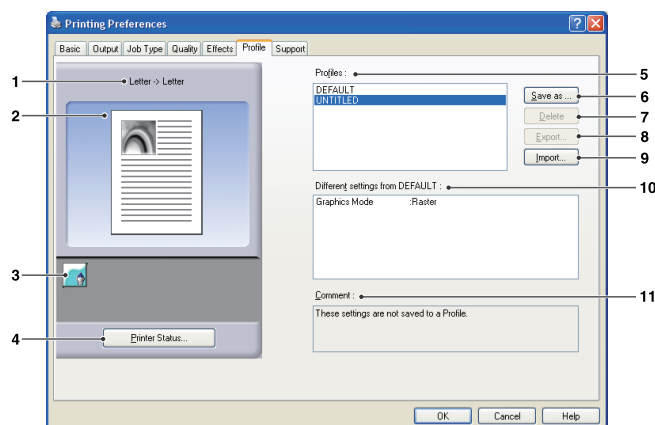 Printing Preferences
Basic Output Job Type Quality Effects Profile Support
1 Letter -> Letter
2
3
4 Printer Status...
Profiles : 5
DEFAULT
UNTITLED
Save as ... 6
Delete 7
Export... 8
Import... 9
Different settings from DEFAULT : 10
Graphics Mode :Raster
Comment : 11
These settings are not saved to a Profile.
OK Cancel Help